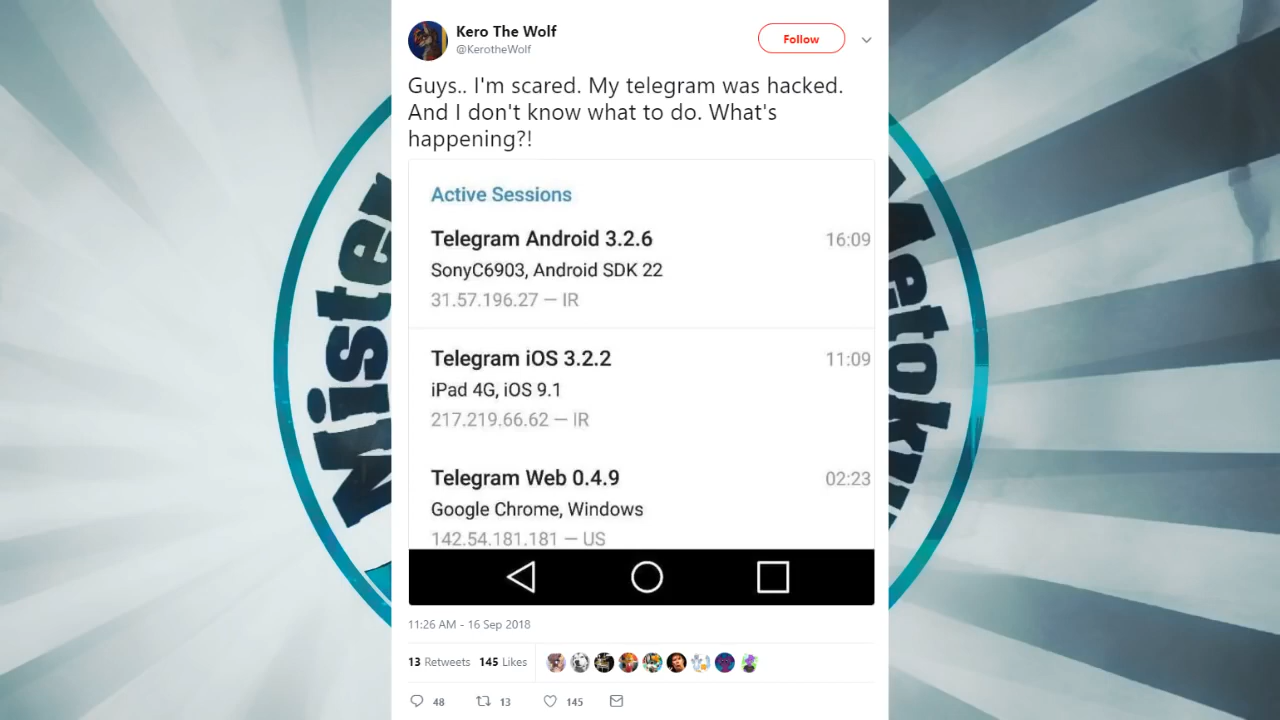 Kero The Wolf
@KerotheWolf
Follow
Guys.. I'm scared. My telegram was hacked.
And I don't know what to do. What's
happening?!
Active Sessions
Telegram Android 3.2.6 16:09
SonyC6903, Android SDK 22
31.57.196.27 — IR
Telegram iOS 3.2.2 11:09
iPad 4G, iOS 9.1
217.219.66.62 — IR
Telegram Web 0.4.9 02:23
Google Chrome, Windows
142.54.181.181 — US
11:26 AM - 16 Sep 2018
13 Retweets 145 Likes
48 13 145
Mister